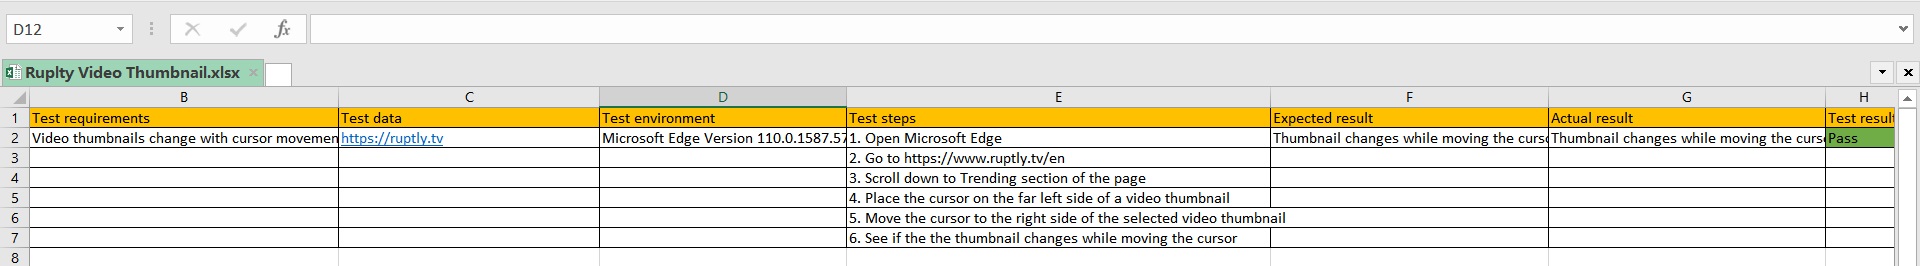 D12
fx
Ruplty Video Thumbnail.xlsx
B C D E F G H
1 Test requirements Test data Test environment Test steps Expected result Actual result Test result
2 Video thumbnails change with cursor movemen https://ruptly.tv Microsoft Edge Version 110.0.1587.57 1. Open Microsoft Edge Thumbnail changes while moving the curso Thumbnail changes while moving the curso Pass
3 2. Go to https://www.ruptly.tv/en
4 3. Scroll down to Trending section of the page
5 4. Place the cursor on the far left side of a video thumbnail
6 5. Move the cursor to the right side of the selected video thumbnail
7 6. See if the the thumbnail changes while moving the cursor
8